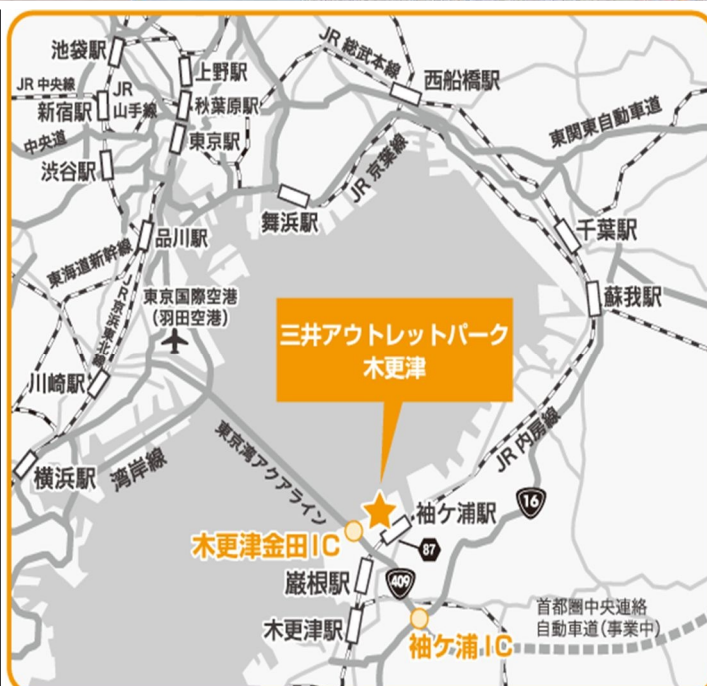 池袋駅
上野駅
JR 総武本線
西船橋駅
JR 中央線
JR
山手線
新宿駅
秋葉原駅
東関東自動車道
中央道
東京駅
渋谷駅
JR 京葉線
舞浜駅
品川駅
千葉駅
東海道新幹線
東京国際空港
(羽田空港)
蘇我駅
JR京浜東北線
三井アウトレットパーク
木更津
川崎駅
JR 内房線
東京湾アクアライン
横浜駅
湾岸線
16
袖ケ浦駅
木更津金田IC
87
巌根駅
409
首都圏中央連絡
自動車道(事業中)
木更津駅
袖ケ浦IC